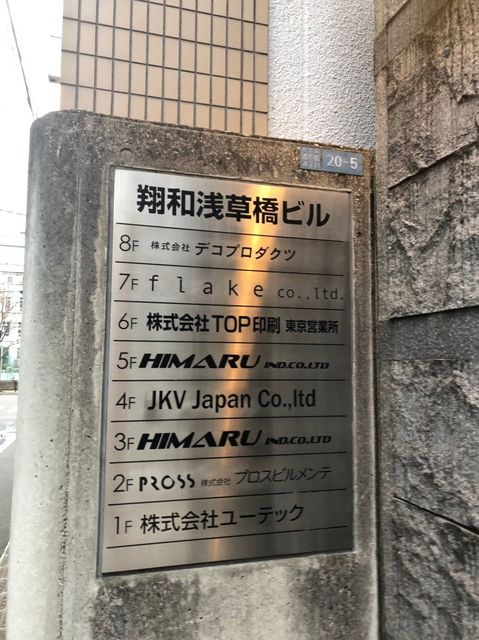 20-5
翔和浅草橋ビル
8F 株式会社 デコプロダクツ
7F flake co.,ltd.
6F 株式会社TOP印刷 東京営業所
5F HIMARU IND.CO.LTD
4F JKV Japan Co.,ltd
3F HIMARU IND.CO.LTD
2F PROSS 株式会社 プロスビルメンテ
1F 株式会社ユーテック